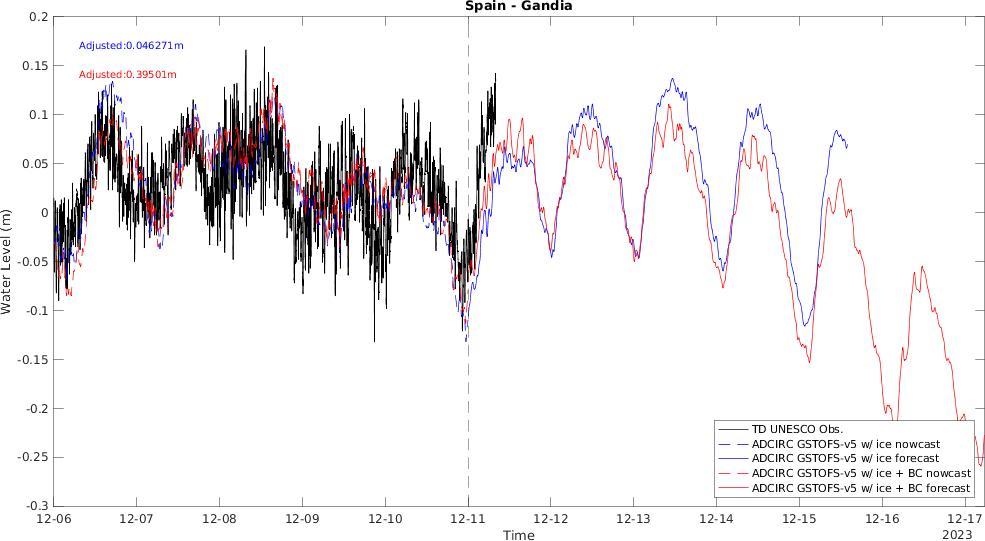 Spain - Gandia
Adjusted:0.046271m
Adjusted:0.39501m
Water Level (m)
0.2
0.15
0.1
0.05
0
-0.05
-0.1
-0.15
-0.2
-0.25
-0.3
TD UNESCO Obs.
ADCIRC GSTOFS-v5 w/ ice nowcast
ADCIRC GSTOFS-v5 w/ ice forecast
ADCIRC GSTOFS-v5 w/ ice + BC nowcast
ADCIRC GSTOFS-v5 w/ ice + BC forecast
12-06 12-07 12-08 12-09 12-10 12-11 12-12 12-13 12-14 12-15 12-16 12-17
Time
2023